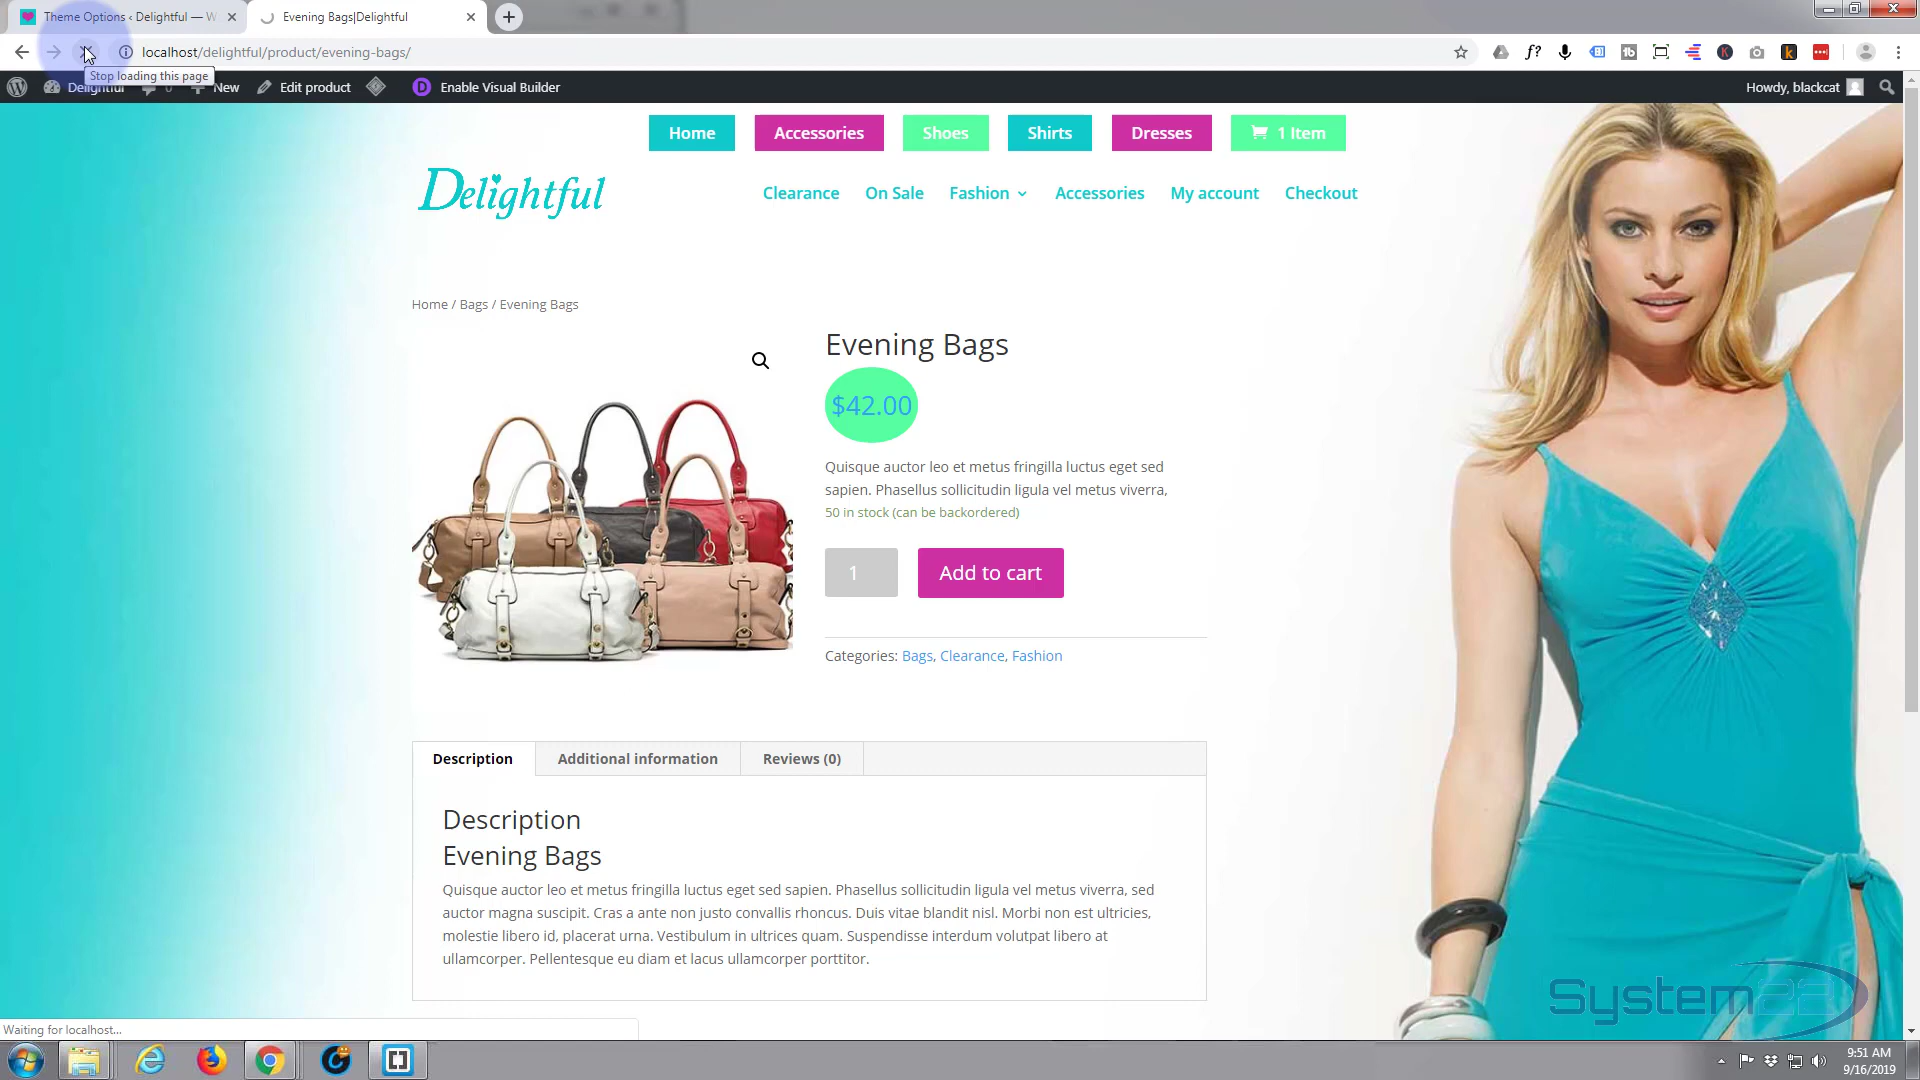 Theme Options ‹ Delightful — W
Evening Bags|Delightful
localhost/delightful/product/evening-bags/
Stop loading this page
Delightful
0
New
Edit product
Enable Visual Builder
Howdy, blackcat
Home
Accessories
Shoes
Shirts
Dresses
1 Item
Delightful
Clearance
On Sale
Fashion
Accessories
My account
Checkout
Home / Bags / Evening Bags
Evening Bags
$42.00
Quisque auctor leo et metus fringilla luctus eget sed
sapien. Phasellus sollicitudin ligula vel metus viverra,
50 in stock (can be backordered)
1
Add to cart
Categories: Bags, Clearance, Fashion
Description
Additional information
Reviews (0)
Description
Evening Bags
Quisque auctor leo et metus fringilla luctus eget sed sapien. Phasellus sollicitudin ligula vel metus viverra, sed
auctor magna suscipit. Cras a ante non justo convallis rhoncus. Duis vitae blandit nisl. Morbi non est ultricies,
molestie libero id, placerat urna. Vestibulum in ultrices quam. Suspendisse interdum volutpat libero at
ullamcorper. Pellentesque eu diam et lacus ullamcorper porttitor.
System22
Waiting for localhost...
9:51 AM
9/16/2019